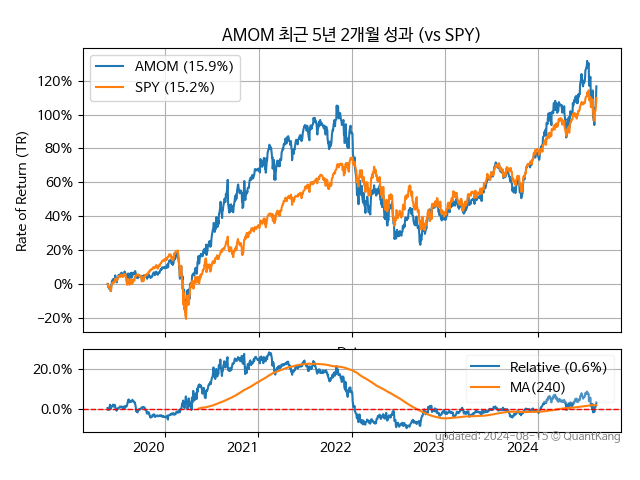 AMOM 최근 5년 2개월 성과 (vs SPY)
AMOM (15.9%)
SPY (15.2%)
Rate of Return (TR)
120%
100%
80%
60%
40%
20%
0%
−20%
20.0%
0.0%
Relative (0.6%)
MA(240)
2020
2021
2022
2023
2024
updated: 2024-08-15 © QuantKang